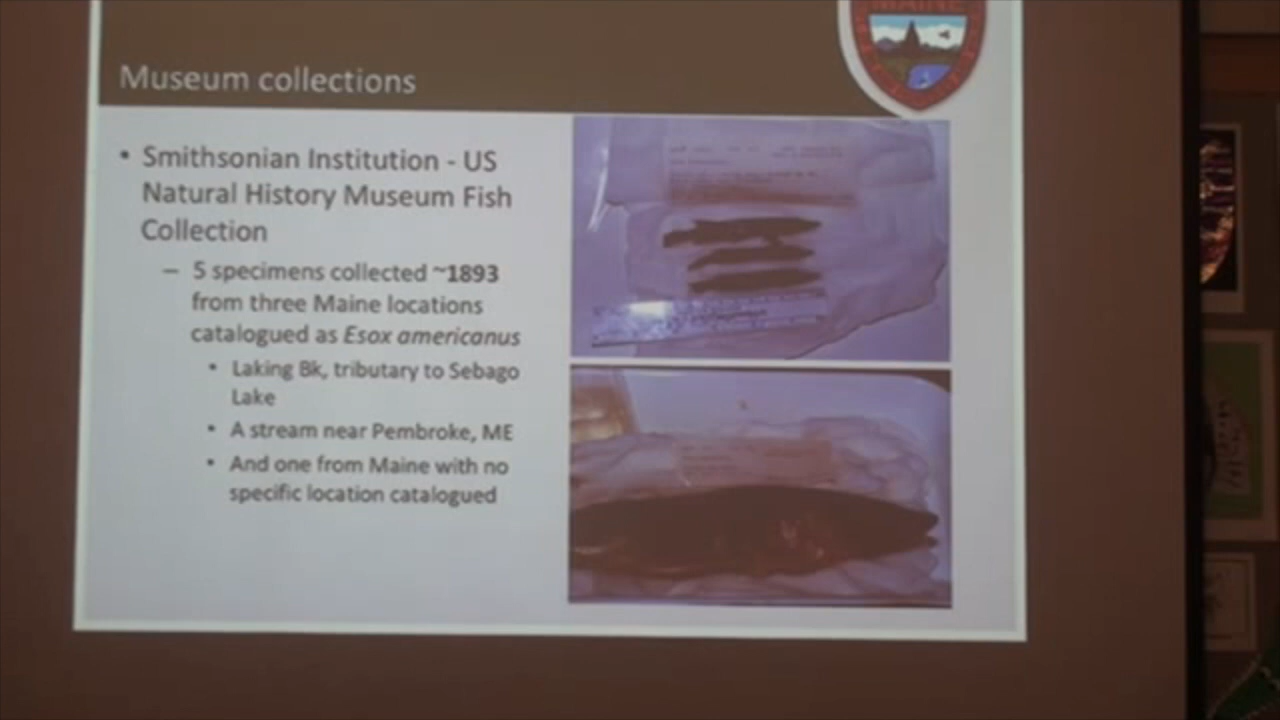 MAINE
Museum collections
• Smithsonian Institution - US
Natural History Museum Fish
Collection
– 5 specimens collected ~1893
from three Maine locations
catalogued as Esox americanus
• Laking Bk, tributary to Sebago
Lake
• A stream near Pembroke, ME
• And one from Maine with no
specific location catalogued